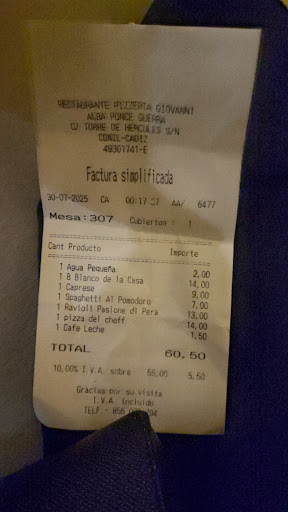 RESTAURANTE PIZZERIA GIOVANNI
ALBA PONCE GUERRA
C/ TORRE DE HERCULES S/N
CONIL-CADIZ
49301741-E
Factura simplificada
30-07-2025 CA 00:17:37 AA/ 6477
Mesa:307 Cubiertos : 1
Cant Producto Importe
1 Agua Pequeña 2,00
1 B Blanco de la Casa 14,00
1 Caprese 9,00
1 Spaghetti Al Pomodoro 7,00
1 Ravioli Pasione di Pera 13,00
1 pizza del cheff 14,00
1 Cafe Leche 1,50
TOTAL 60,50
10,00% I.V.A. sobre 55,00 5,50
Gracias por su visita
I.V.A. Incluido
TELF.- 856